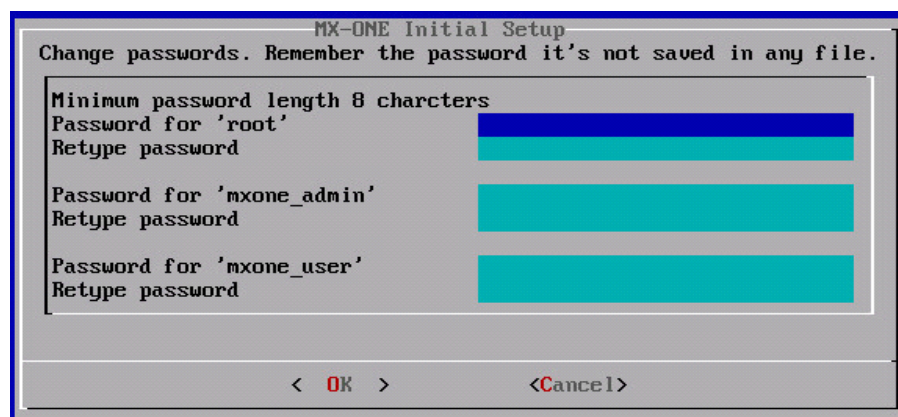 MX-ONE Initial Setup
Change passwords. Remember the password it's not saved in any file.
Minimum password length 8 charcters
Password for 'root'
Retype password
Password for 'mxone_admin'
Retype password
Password for 'mxone_user'
Retype password
< OK > <Cancel>